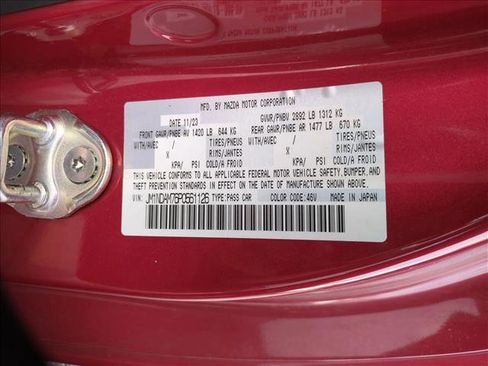 MFD. BY MAZDA MOTOR CORPORATION
DATE 11/23 GVWR/PNBV 2892 LB 1312 KG
FRONT GAWR/PNBE AV 1420 LB 644 KG REAR GAWR/PNBE AR 1477 LB 670 KG
WITH/AVEC / TIRES/PNEUS WITH/AVEC / TIRES/PNEUS
X RIMS/JANTES X RIMS/JANTES
KPA/ PSI COLD/A FROID KPA/ PSI COLD/A FROID
THIS VEHICLE CONFORMS TO ALL APPLICABLE FEDERAL MOTOR VEHICLE SAFETY, BUMPER, AND
THEFT PREVENTION STANDARDS IN EFFECT ON THE DATE OF MANUFACTURE SHOWN ABOVE.
VIN: JM1NDAM75P0561126 TYPE: PASS CAR COLOR CODE: 46V